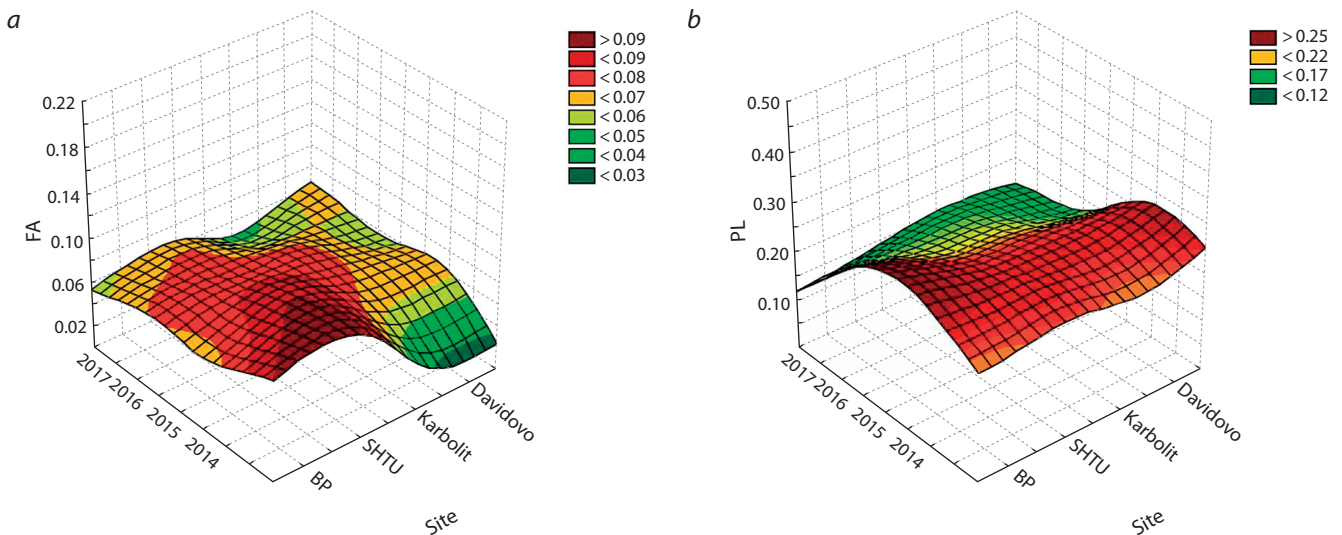 a
> 0.09
< 0.09
< 0.08
< 0.07
< 0.06
< 0.05
< 0.04
< 0.03
0.22
0.18
0.14
0.10
0.06
0.02
FA
2017
2016
2015
2014
BP
SHTU
Karbolit
Davidovo
Site
b
> 0.25
< 0.22
< 0.17
< 0.12
0.50
0.40
0.30
0.20
0.10
PL
2017
2016
2015
2014
BP
SHTU
Karbolit
Davidovo
Site